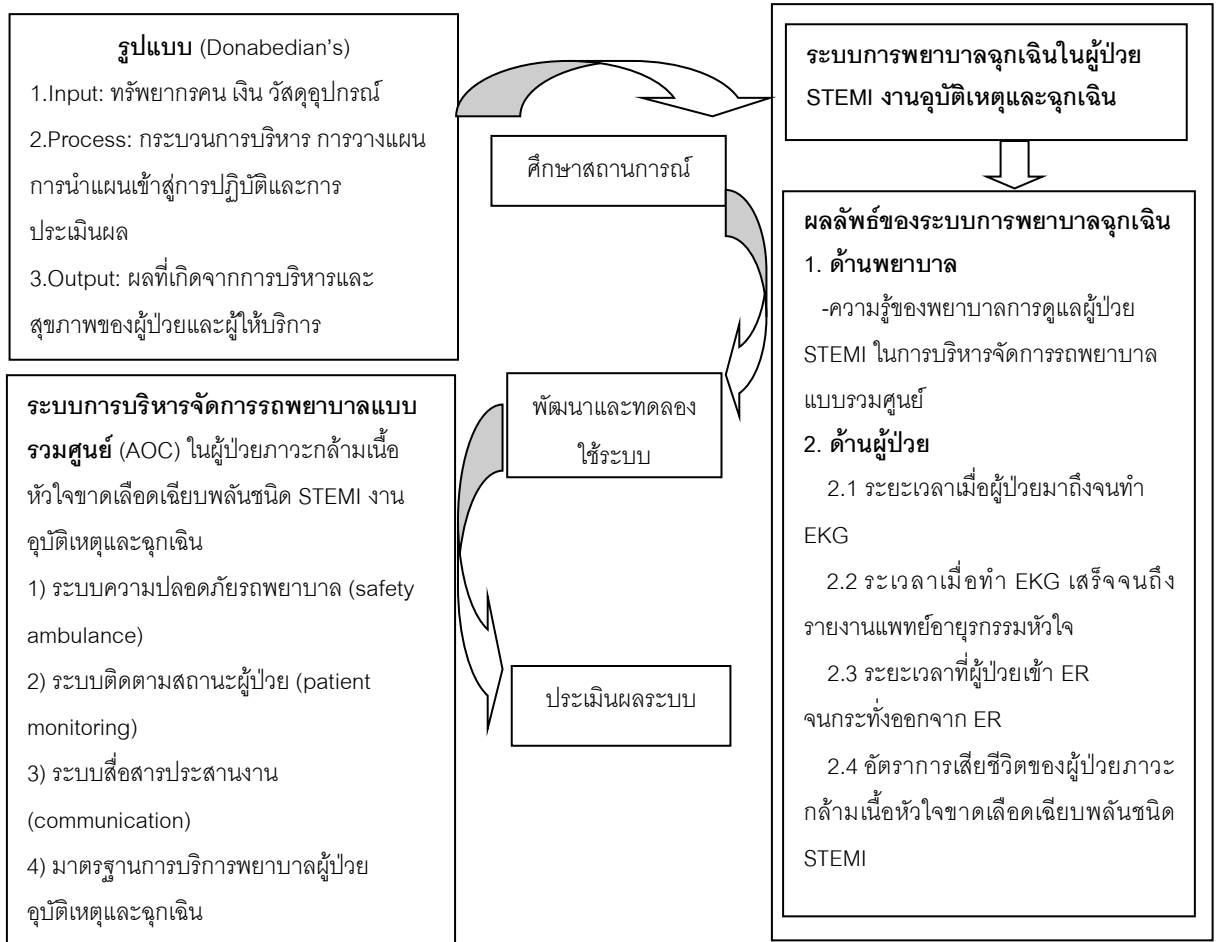 รูปแบบ (Donabedian's)
1.Input: ทรัพยากรคน เงิน วัสดุอุปกรณ์
2.Process: กระบวนการบริหาร การวางแผน
การนำแผนเข้าสู่การปฏิบัติและการ
ประเมินผล
3.Output: ผลที่เกิดจากการบริหารและ
สุขภาพของผู้ป่วยและผู้ให้บริการ
ระบบการบริหารจัดการรถพยาบาลแบบ
รวมศูนย์ (AOC) ในผู้ป่วยภาวะกล้ามเนื้อ
หัวใจขาดเลือดเฉียบพลันชนิด STEMI งาน
อุบัติเหตุและฉุกเฉิน
1) ระบบความปลอดภัยรถพยาบาล (safety
ambulance)
2) ระบบติดตามสถานะผู้ป่วย (patient
monitoring)
3) ระบบสื่อสารประสานงาน
(communication)
4) มาตรฐานการบริการพยาบาลผู้ป่วย
อุบัติเหตุและฉุกเฉิน
ศึกษาสถานการณ์
พัฒนาและทดลอง
ใช้ระบบ
ประเมินผลระบบ
ระบบการพยาบาลฉุกเฉินในผู้ป่วย
STEMI งานอุบัติเหตุและฉุกเฉิน
ผลลัพธ์ของระบบการพยาบาลฉุกเฉิน
1. ด้านพยาบาล
-ความรู้ของพยาบาลการดูแลผู้ป่วย
STEMI ในการบริหารจัดการรถพยาบาล
แบบรวมศูนย์
2. ด้านผู้ป่วย
2.1 ระยะเวลาเมื่อผู้ป่วยมาถึงจนทำ
EKG
2.2 ระเวลาเมื่อทำ EKG เสร็จจนถึง
รายงานแพทย์อายุรกรรมหัวใจ
2.3 ระยะเวลาที่ผู้ป่วยเข้า ER
จนกระทั่งออกจาก ER
2.4 อัตราการเสียชีวิตของผู้ป่วยภาวะ
กล้ามเนื้อหัวใจขาดเลือดเฉียบพลันชนิด
STEMI